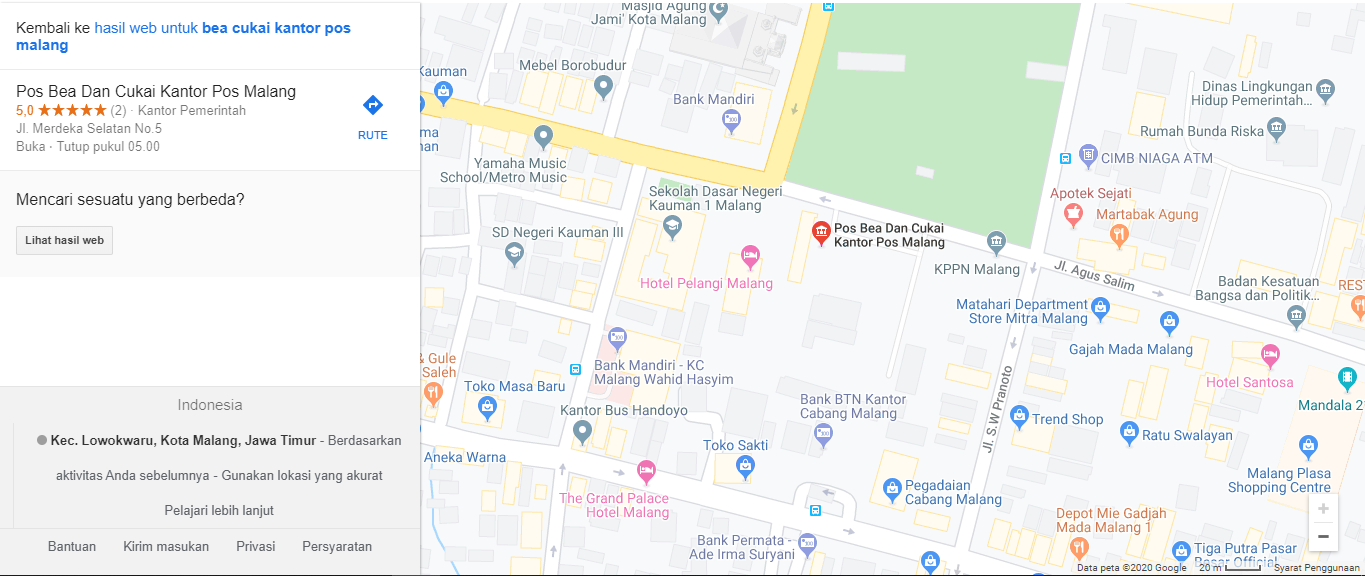 Kembali ke hasil web untuk bea cukai kantor pos
malang
Pos Bea Dan Cukai Kantor Pos Malang
5,0 ★★★★★ (2) · Kantor Pemerintah
Jl. Merdeka Selatan No.5
Buka · Tutup pukul 05.00
RUTE
Mencari sesuatu yang berbeda?
Lihat hasil web
Indonesia
Kec. Lowokwaru, Kota Malang, Jawa Timur - Berdasarkan
aktivitas Anda sebelumnya - Gunakan lokasi yang akurat
Pelajari lebih lanjut
Bantuan
Kirim masukan
Privasi
Persyaratan
Masjid Agung
Jami' Kota Malang
Kauman
Mebel Borobudur
Bank Mandiri
Dinas Lingkungan
Hidup Pemerintah...
Rumah Bunda Riska
CIMB NIAGA ATM
Yamaha Music
School/Metro Music
Sekolah Dasar Negeri
Kauman 1 Malang
Apotek Sejati
Martabak Agung
SD Negeri Kauman III
Pos Bea Dan Cukai
Kantor Pos Malang
KPPN Malang
Jl. Agus Salim
Hotel Pelangi Malang
Badan Kesatuan
Bangsa dan Politik...
REST
Matahari Department
Store Mitra Malang
Gajah Mada Malang
& Gule
Saleh
Bank Mandiri - KC
Malang Wahid Hasyim
Hotel Santosa
Toko Masa Baru
Mandala 2
Jl. S.W Pranoto
Kantor Bus Handoyo
Bank BTN Kantor
Cabang Malang
Trend Shop
Ratu Swalayan
Toko Sakti
Aneka Warna
Malang Plasa
Shopping Centre
The Grand Palace
Hotel Malang
Pegadaian
Cabang Malang
Depot Mie Gadjah
Mada Malang 1
Bank Permata -
Ade Irma Suryani
Tiga Putra Pasar
Besar Official
Data peta ©2020 Google
20 m
Syarat Penggunaan